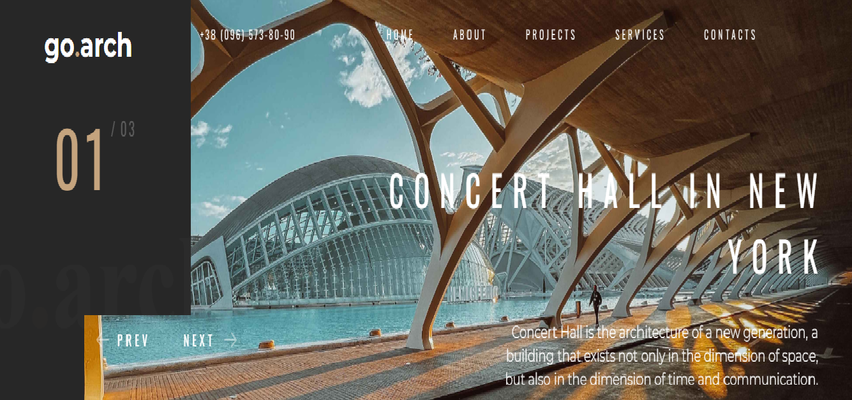 go.arch
+38 (096) 573-80-90
HOME
ABOUT
PROJECTS
SERVICES
CONTACTS
01
/ 03
CONCERT HALL IN NEW
YORK
o.arc
← PREV
NEXT →
Concert Hall is the architecture of a new generation, a
building that exists not only in the dimension of space,
but also in the dimension of time and communication.